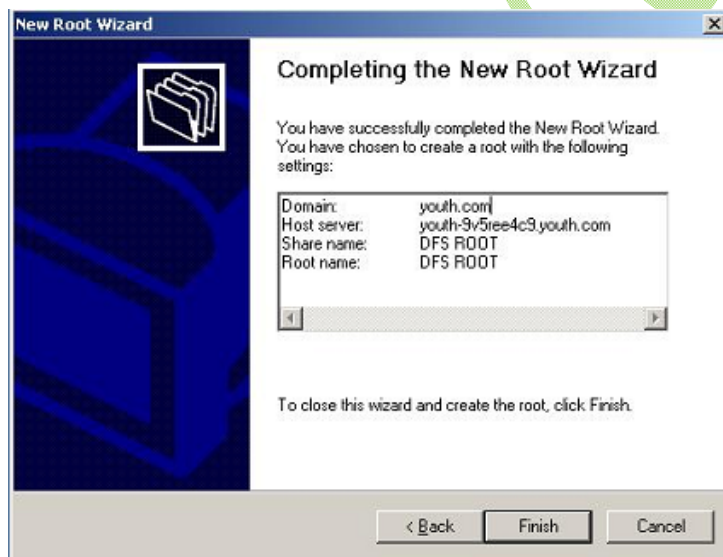 New Root Wizard
Completing the New Root Wizard
You have successfully completed the New Root Wizard.
You have chosen to create a root with the following
settings:
Domain: youth.com
Host server: youth-9v5ree4c9.youth.com
Share name: DFS ROOT
Root name: DFS ROOT
To close this wizard and create the root, click Finish.
< Back Finish Cancel